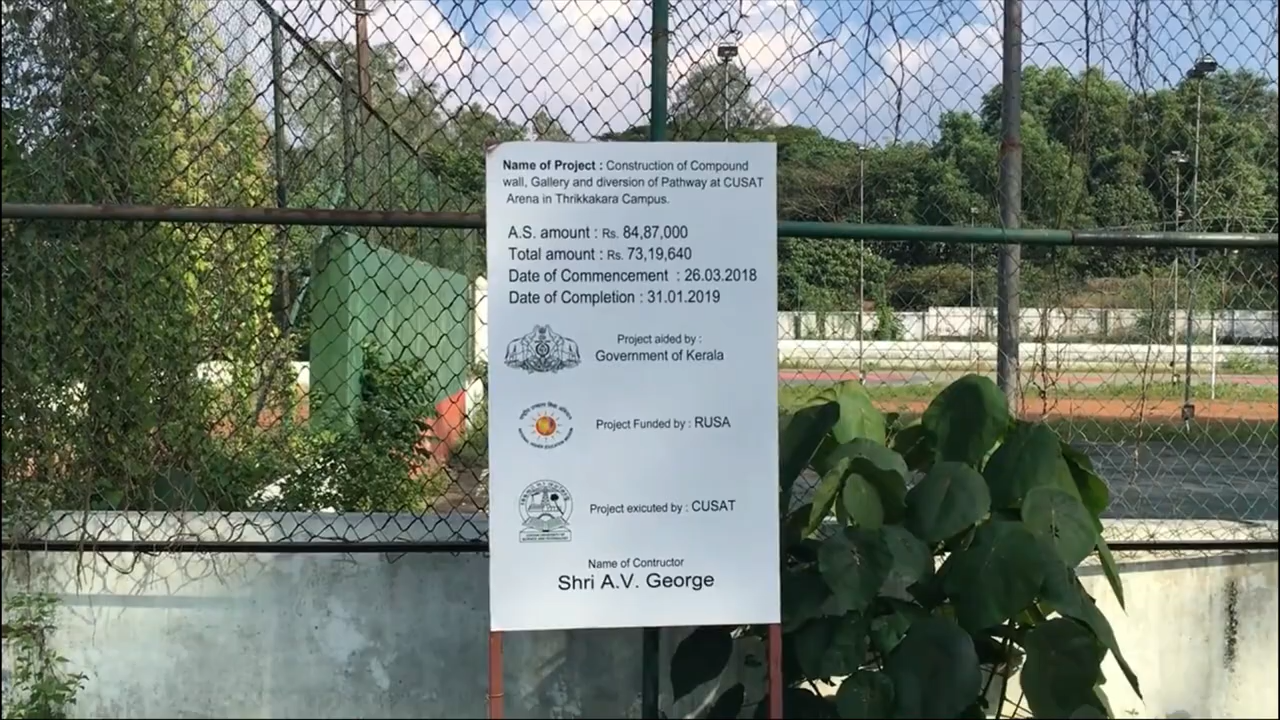 Name of Project : Construction of Compound
wall, Gallery and diversion of Pathway at CUSAT
Arena in Thrikkakara Campus.
A.S. amount : Rs. 84,87,000
Total amount : Rs. 73,19,640
Date of Commencement : 26.03.2018
Date of Completion : 31.01.2019
Project aided by :
Government of Kerala
Project Funded by : RUSA
Project exicuted by : CUSAT
Name of Contructor
Shri A.V. George